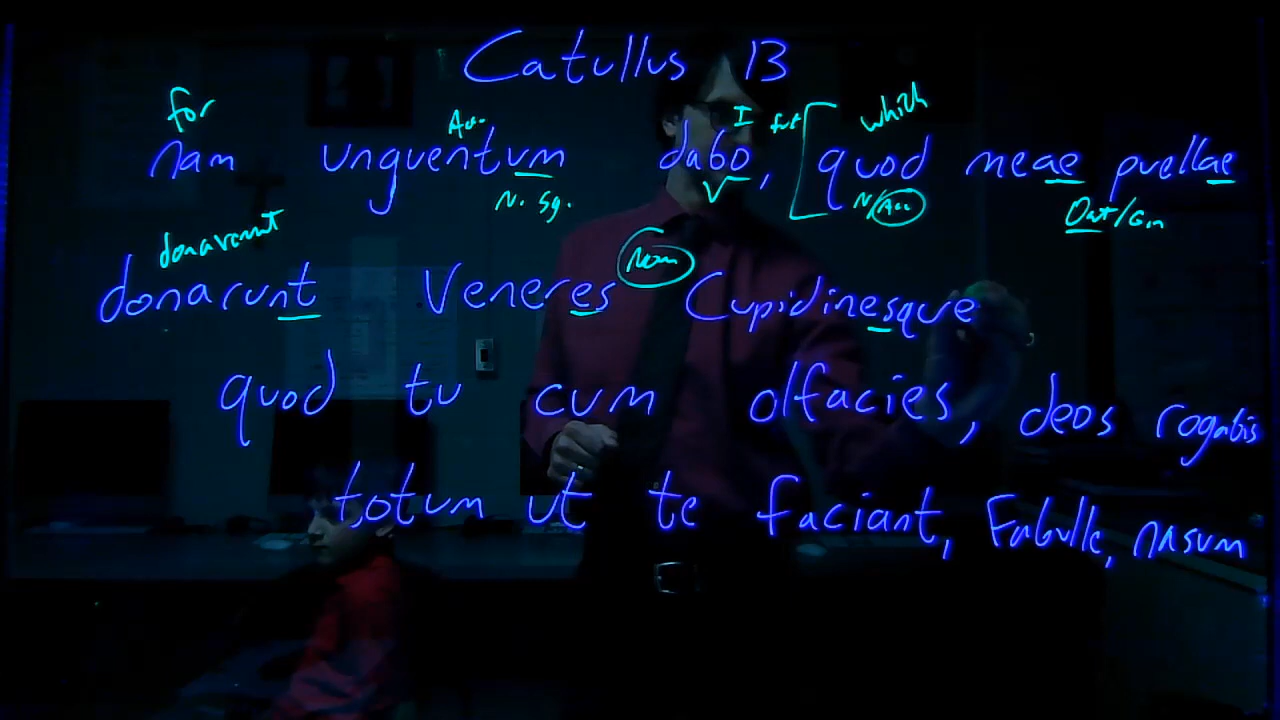 Catullus 13
for Acc. I fut which
nam unguentum dabo, [quod meae puellae
N. Sg. V N/Acc Dat/Gen
donaverunt Nom
donarunt Veneres Cupidinesque
quod tu cum olfacies, deos rogabis
totum ut te faciant, Fabulle, nasum